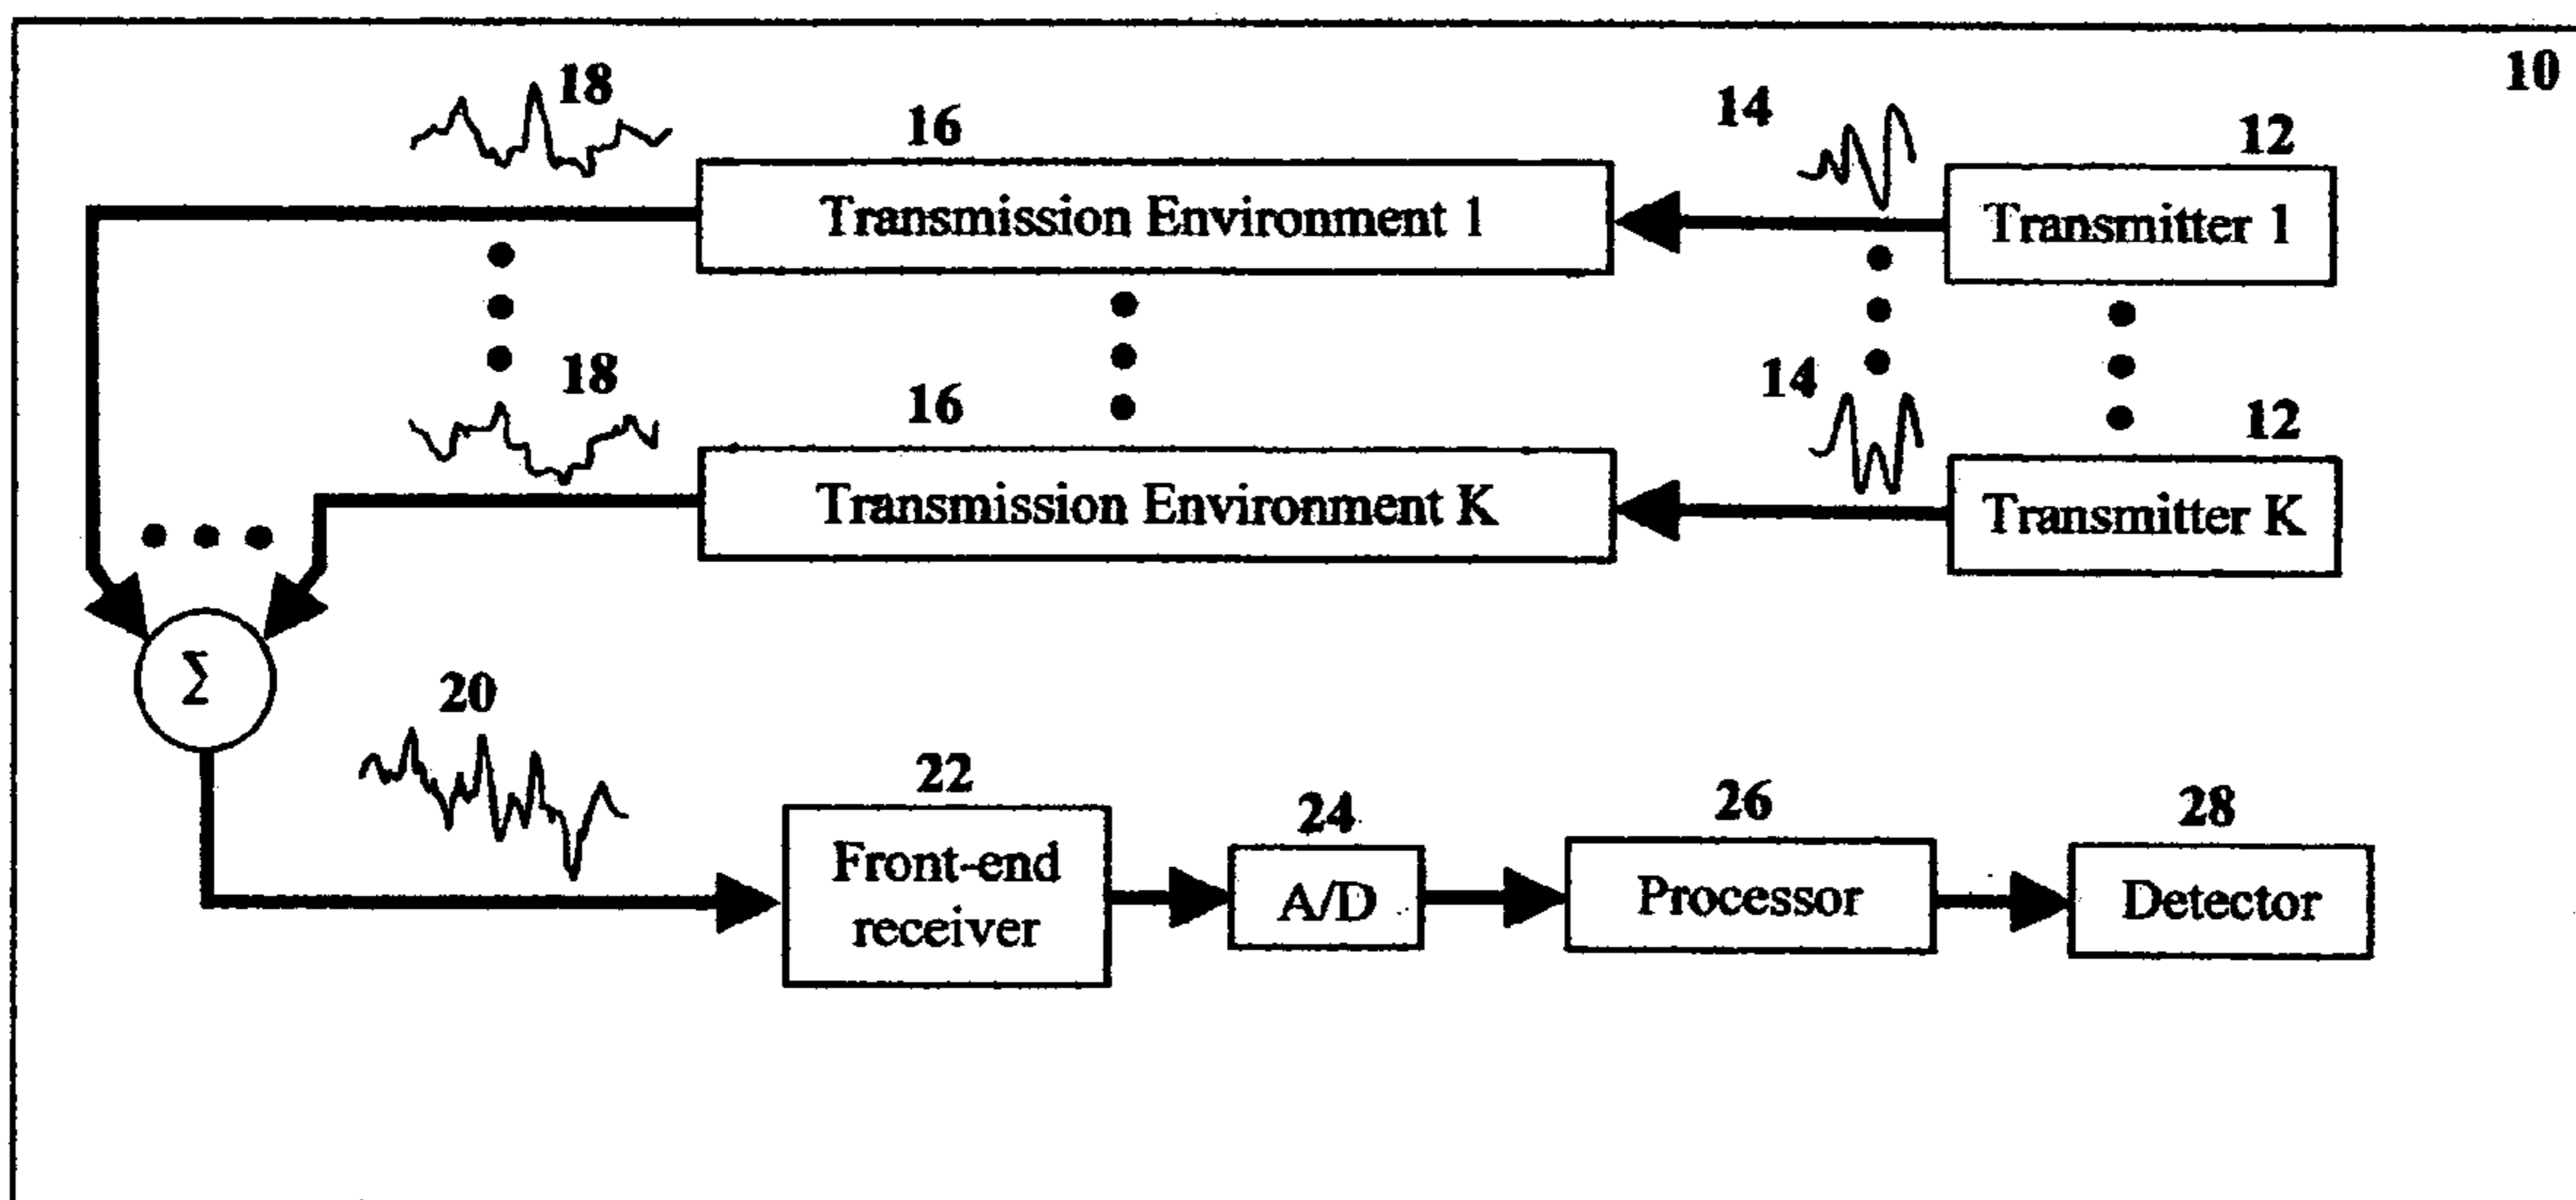 10
18
16
14
12
Transmission Environment 1
Transmitter 1
18
16
14
12
Transmission Environment K
Transmitter K
Σ
20
22
24
26
28
Front-end
receiver
A/D
Processor
Detector